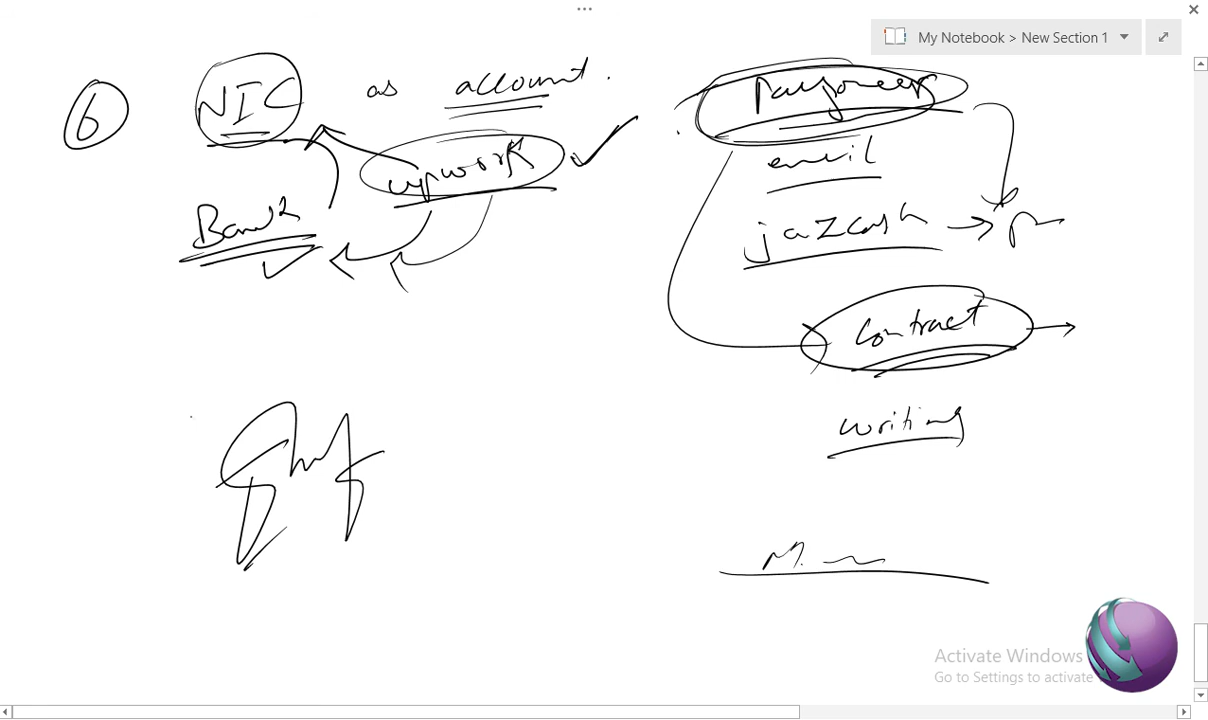 My Notebook > New Section 1
6 NIC as account.
upwork
Bank
Payoneer
email
jazcash
Contract
writing
M.
Activate Windows
Go to Settings to activate